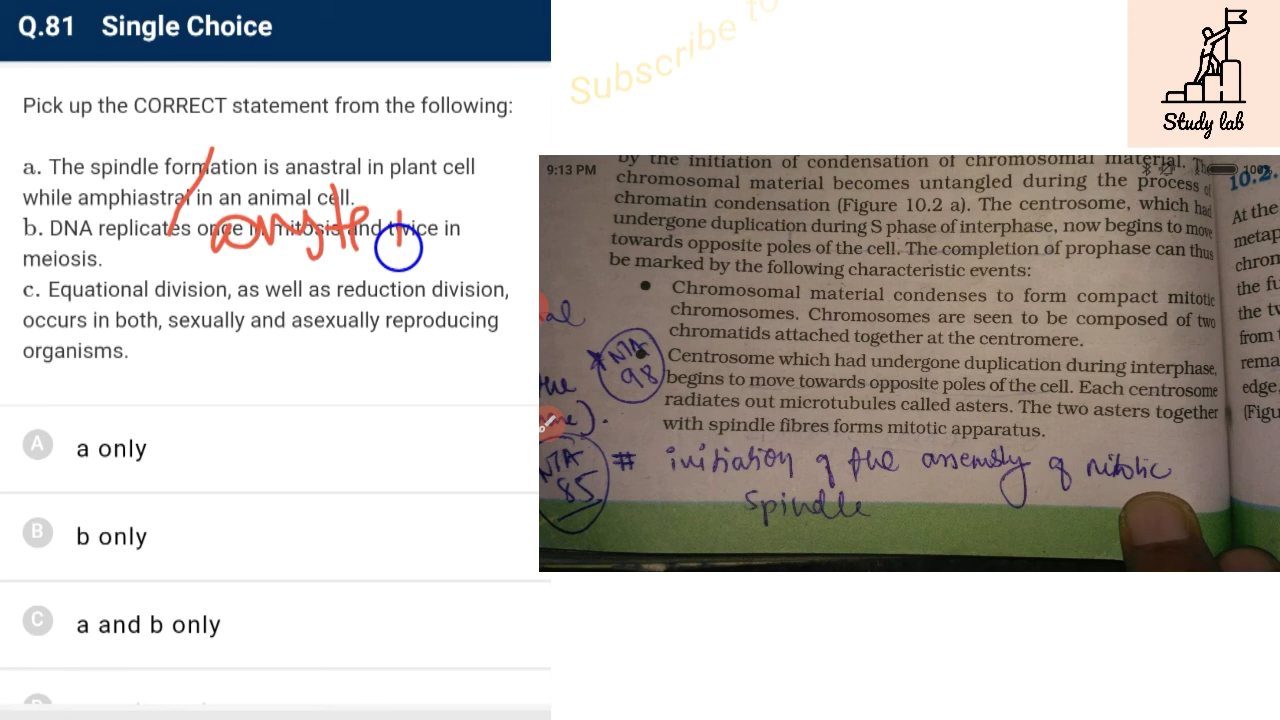 Q.81 Single Choice
Subscribe to
Study lab
Pick up the CORRECT statement from the following:
a. The spindle formation is anastral in plant cell
while amphiastral in an animal cell.
b. DNA replicates once in mitosis and twice in
meiosis.
c. Equational division, as well as reduction division,
occurs in both, sexually and asexually reproducing
organisms.
A a only
B b only
C a and b only
9:13 PM
100%
by the initiation of condensation of chromosomal material. The
chromosomal material becomes untangled during the process of
chromatin condensation (Figure 10.2 a). The centrosome, which had
undergone duplication during S phase of interphase, now begins to move
towards opposite poles of the cell. The completion of prophase can thus
be marked by the following characteristic events:
● Chromosomal material condenses to form compact mitotic
chromosomes. Chromosomes are seen to be composed of two
chromatids attached together at the centromere.
● Centrosome which had undergone duplication during interphase,
begins to move towards opposite poles of the cell. Each centrosome
radiates out microtubules called asters. The two asters together
with spindle fibres forms mitotic apparatus.
NTA
98
NTA
85
# initiation of the assembly of mitotic
Spindle
10.2.
At the
metap
chrom
the fu
the tw
from t
rema
edge.
(Figu